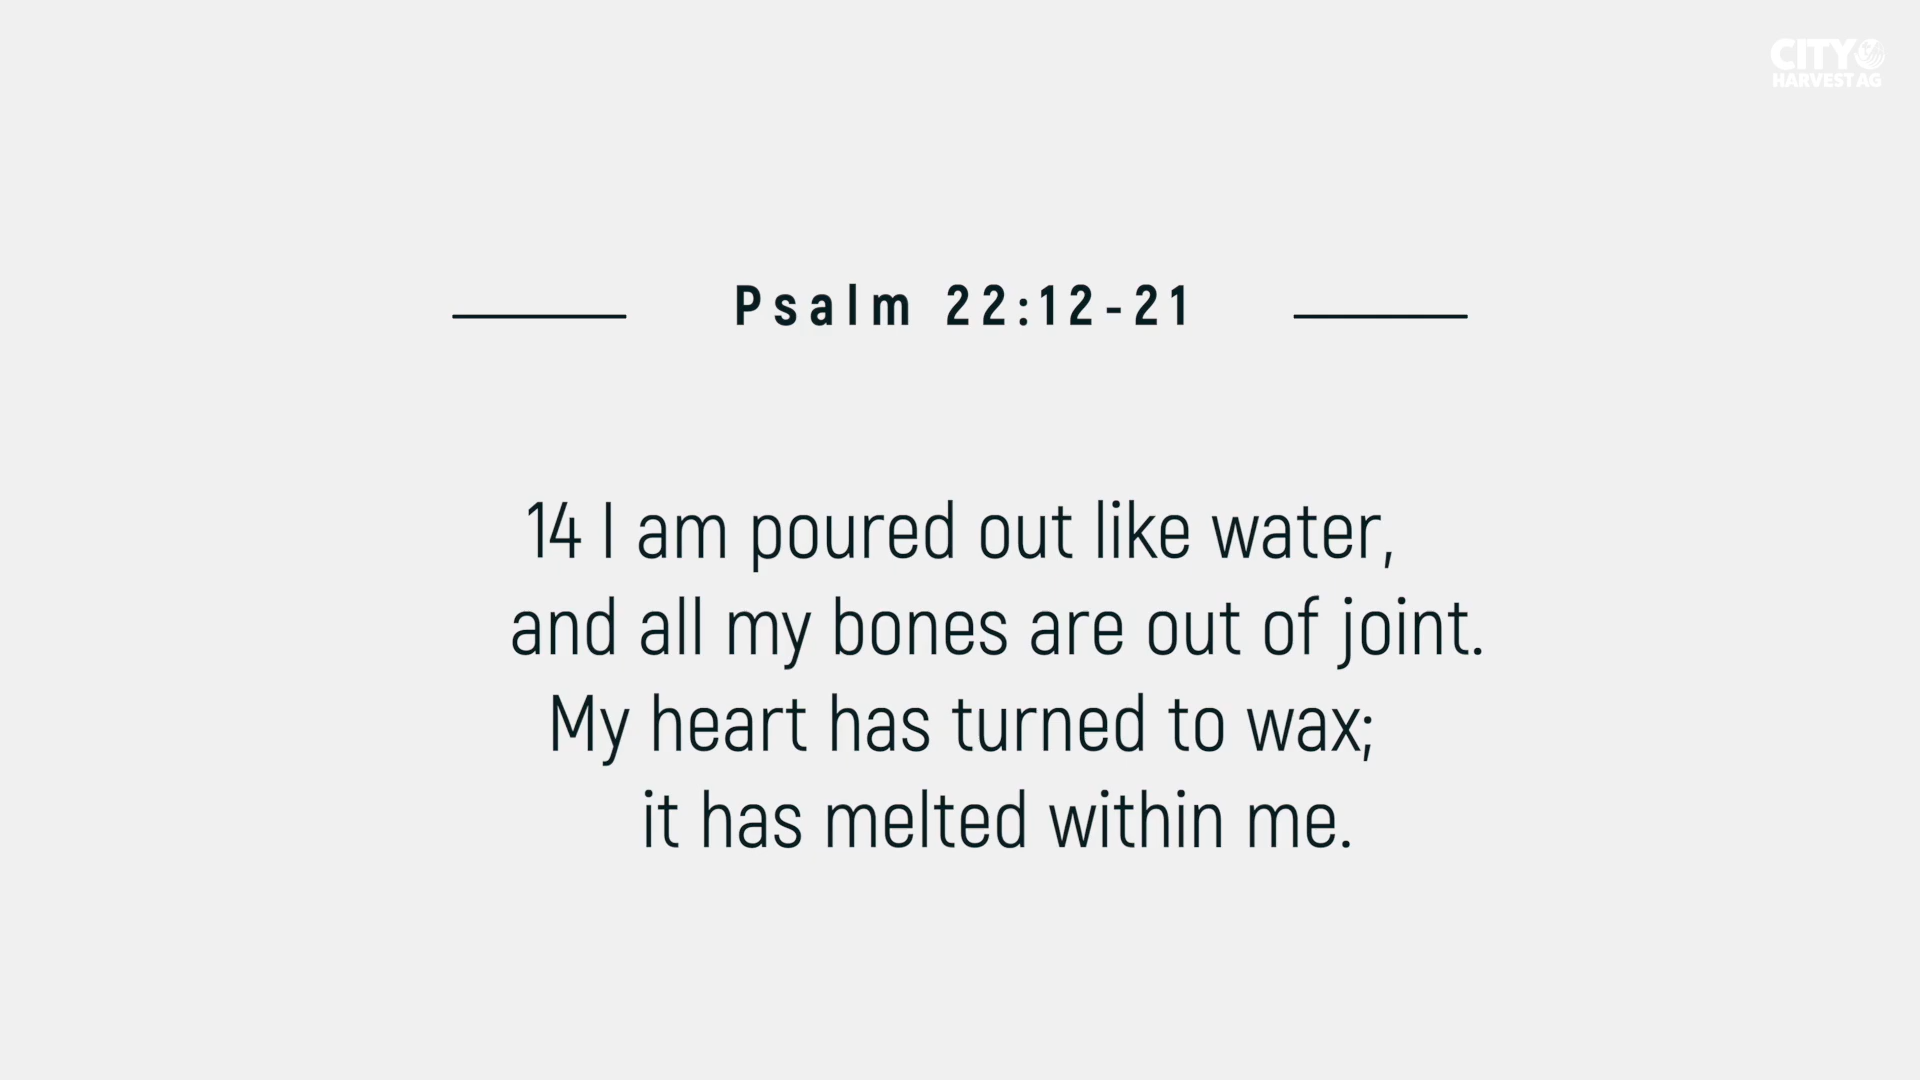 CITY
HARVEST AG
Psalm 22:12-21
14 I am poured out like water,
and all my bones are out of joint.
My heart has turned to wax;
it has melted within me.